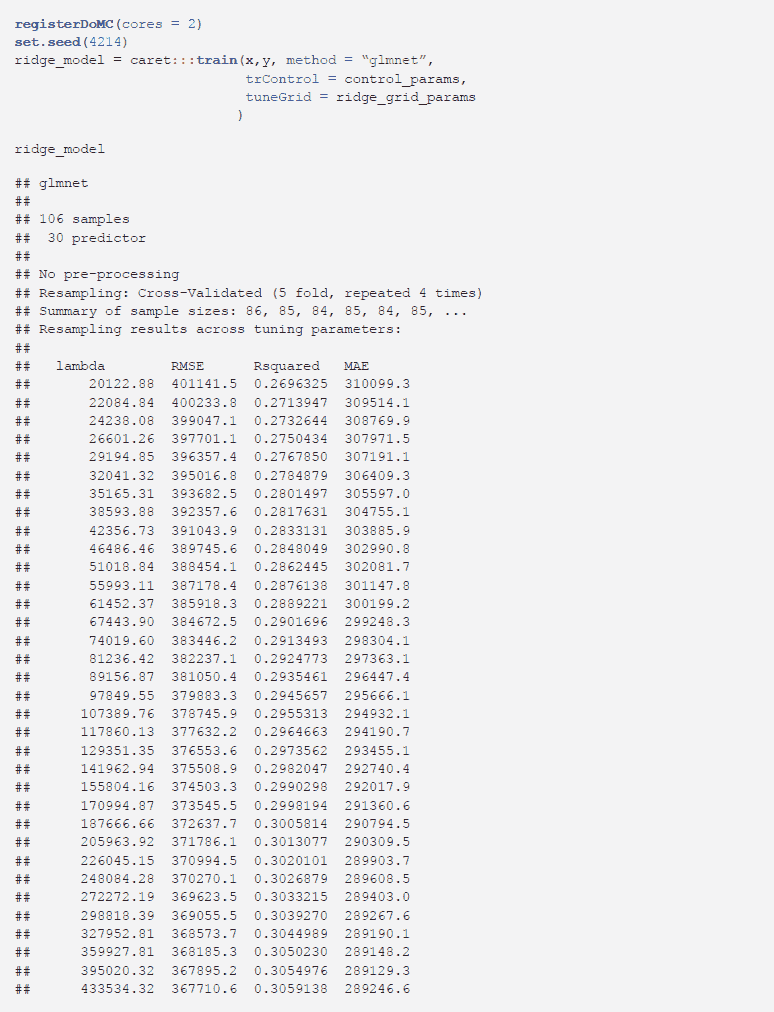 registerDoMC(cores = 2)
set.seed(4214)
ridge_model = caret:::train(x,y, method = “glmnet”,
trControl = control_params,
tuneGrid = ridge_grid_params
)
ridge_model
## glmnet
##
## 106 samples
## 30 predictor
##
## No pre-processing
## Resampling: Cross-Validated (5 fold, repeated 4 times)
## Summary of sample sizes: 86, 85, 84, 85, 84, 85, ...
## Resampling results across tuning parameters:
##
## lambda RMSE Rsquared MAE
## 20122.88 401141.5 0.2696325 310099.3
## 22084.84 400233.8 0.2713947 309514.1
## 24238.08 399047.1 0.2732644 308769.9
## 26601.26 397701.1 0.2750434 307971.5
## 29194.85 396357.4 0.2767850 307191.1
## 32041.32 395016.8 0.2784879 306409.3
## 35165.31 393682.5 0.2801497 305597.0
## 38593.88 392357.6 0.2817631 304755.1
## 42356.73 391043.9 0.2833131 303885.9
## 46486.46 389745.6 0.2848049 302990.8
## 51018.84 388454.1 0.2862445 302081.7
## 55993.11 387178.4 0.2876138 301147.8
## 61452.37 385918.3 0.2889221 300199.2
## 67443.90 384672.5 0.2901696 299248.3
## 74019.60 383446.2 0.2913493 298304.1
## 81236.42 382237.1 0.2924773 297363.1
## 89156.87 381050.4 0.2935461 296447.4
## 97849.55 379883.3 0.2945657 295666.1
## 107389.76 378745.9 0.2955313 294932.1
## 117860.13 377632.2 0.2964663 294190.7
## 129351.35 376553.6 0.2973562 293455.1
## 141962.94 375508.9 0.2982047 292740.4
## 155804.16 374503.3 0.2990298 292017.9
## 170994.87 373545.5 0.2998194 291360.6
## 187666.66 372637.7 0.3005814 290794.5
## 205963.92 371786.1 0.3013077 290309.5
## 226045.15 370994.5 0.3020101 289903.7
## 248084.28 370270.1 0.3026879 289608.5
## 272272.19 369623.5 0.3033215 289403.0
## 298818.39 369055.5 0.3039270 289267.6
## 327952.81 368573.7 0.3044989 289190.1
## 359927.81 368185.3 0.3050230 289148.2
## 395020.32 367895.2 0.3054976 289129.3
## 433534.32 367710.6 0.3059138 289246.6